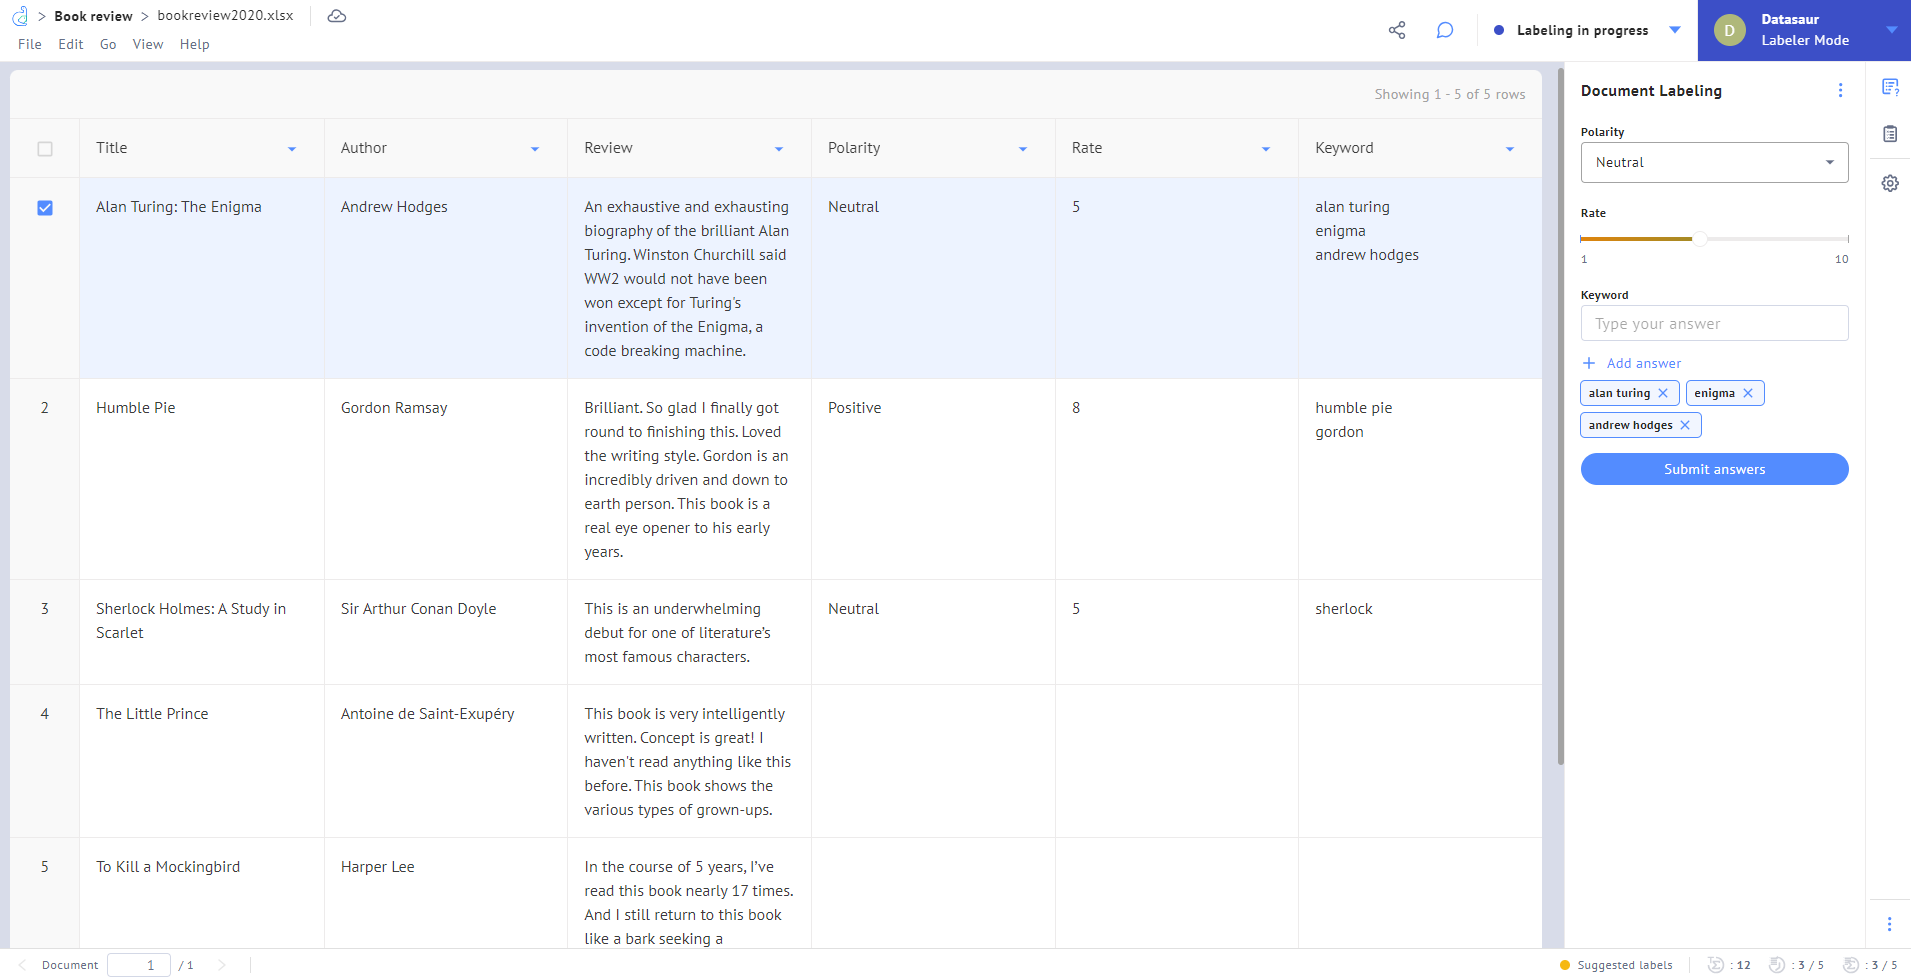 > Book review > bookreview2020.xlsx
File Edit Go View Help
Labeling in progress
D
Datasaur
Labeler Mode
Showing 1 - 5 of 5 rows
Title Author Review Polarity Rate Keyword
Alan Turing: The Enigma
Andrew Hodges
An exhaustive and exhausting
biography of the brilliant Alan
Turing. Winston Churchill said
WW2 would not have been
won except for Turing's
invention of the Enigma, a
code breaking machine.
Neutral
5
alan turing
enigma
andrew hodges
2
Humble Pie
Gordon Ramsay
Brilliant. So glad I finally got
round to finishing this. Loved
the writing style. Gordon is an
incredibly driven and down to
earth person. This book is a
real eye opener to his early
years.
Positive
8
humble pie
gordon
3
Sherlock Holmes: A Study in
Scarlet
Sir Arthur Conan Doyle
This is an underwhelming
debut for one of literature’s
most famous characters.
Neutral
5
sherlock
4
The Little Prince
Antoine de Saint-Exupéry
This book is very intelligently
written. Concept is great! I
haven't read anything like this
before. This book shows the
various types of grown-ups.
5
To Kill a Mockingbird
Harper Lee
In the course of 5 years, I’ve
read this book nearly 17 times.
And I still return to this book
like a bark seeking a
Document Labeling
Polarity
Neutral
Rate
1 10
Keyword
Type your answer
+ Add answer
alan turing
enigma
andrew hodges
Submit answers
Document 1 / 1
Suggested labels
: 12
: 3 / 5
: 3 / 5